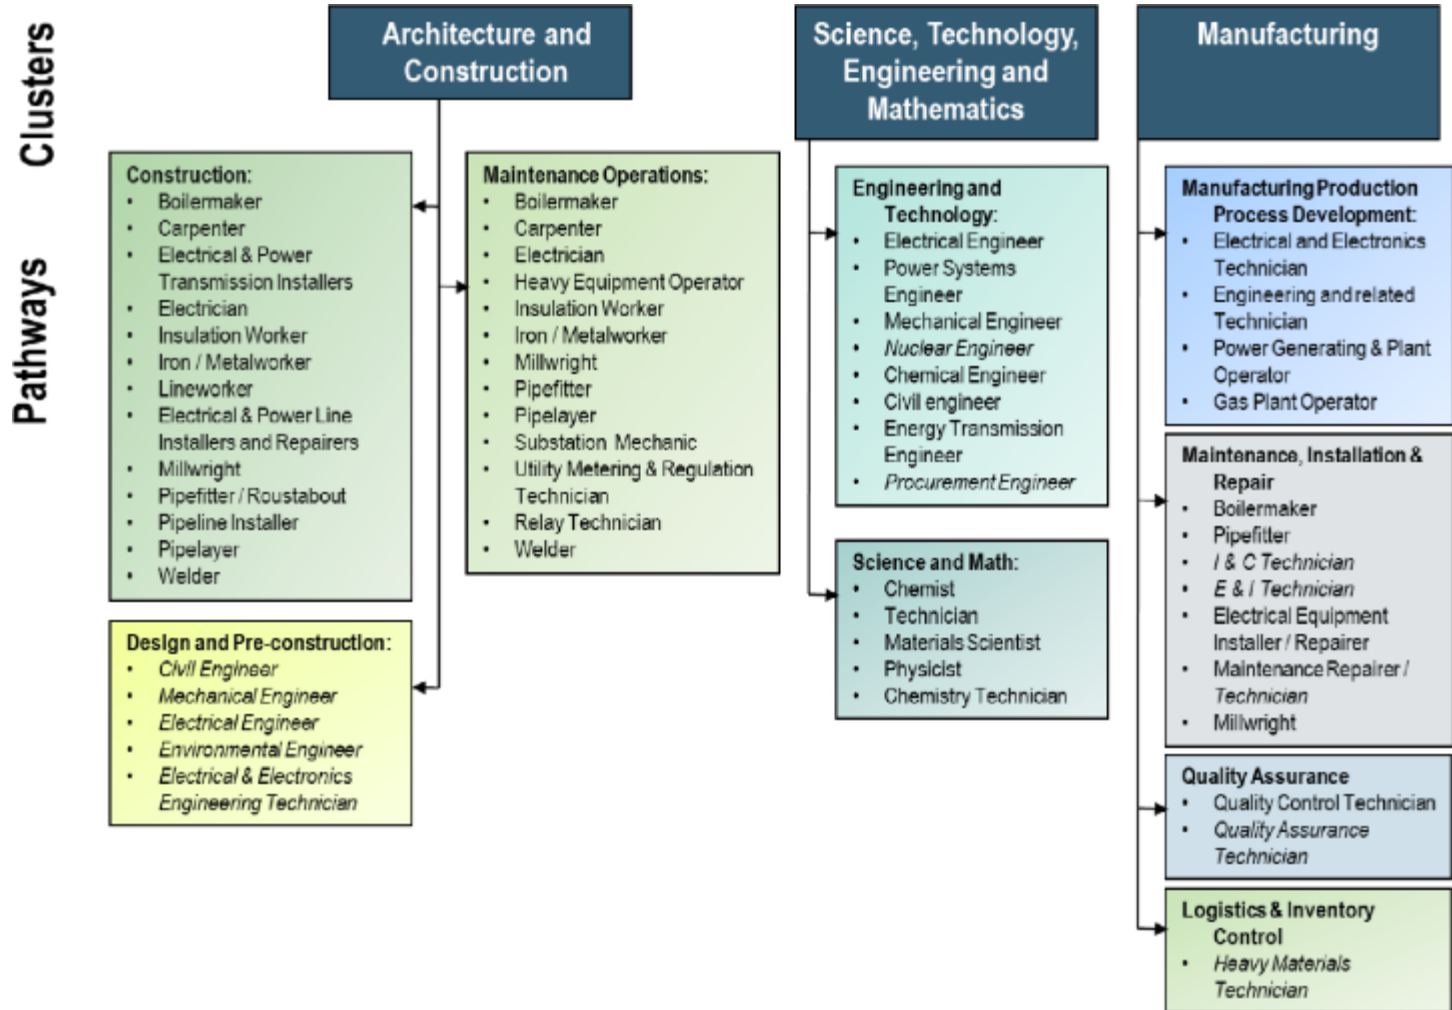 Clusters
Pathways
Architecture and
Construction
Science, Technology,
Engineering and
Mathematics
Manufacturing
Construction:
• Boilermaker
• Carpenter
• Electrical & Power
Transmission Installers
• Electrician
• Insulation Worker
• Iron / Metalworker
• Lineworker
• Electrical & Power Line
Installers and Repairers
• Millwright
• Pipefitter / Roustabout
• Pipeline Installer
• Pipelayer
• Welder
Design and Pre-construction:
• Civil Engineer
• Mechanical Engineer
• Electrical Engineer
• Environmental Engineer
• Electrical & Electronics
Engineering Technician
Maintenance Operations:
• Boilermaker
• Carpenter
• Electrician
• Heavy Equipment Operator
• Insulation Worker
• Iron / Metalworker
• Millwright
• Pipefitter
• Pipelayer
• Substation Mechanic
• Utility Metering & Regulation
Technician
• Relay Technician
• Welder
Engineering and
Technology:
• Electrical Engineer
• Power Systems
Engineer
• Mechanical Engineer
• Nuclear Engineer
• Chemical Engineer
• Civil engineer
• Energy Transmission
Engineer
• Procurement Engineer
Science and Math:
• Chemist
• Technician
• Materials Scientist
• Physicist
• Chemistry Technician
Manufacturing Production
Process Development:
• Electrical and Electronics
Technician
• Engineering and related
Technician
• Power Generating & Plant
Operator
• Gas Plant Operator
Maintenance, Installation &
Repair
• Boilermaker
• Pipefitter
• I & C Technician
• E & I Technician
• Electrical Equipment
Installer / Repairer
• Maintenance Repairer /
Technician
• Millwright
Quality Assurance
• Quality Control Technician
• Quality Assurance
Technician
Logistics & Inventory
Control
• Heavy Materials
Technician